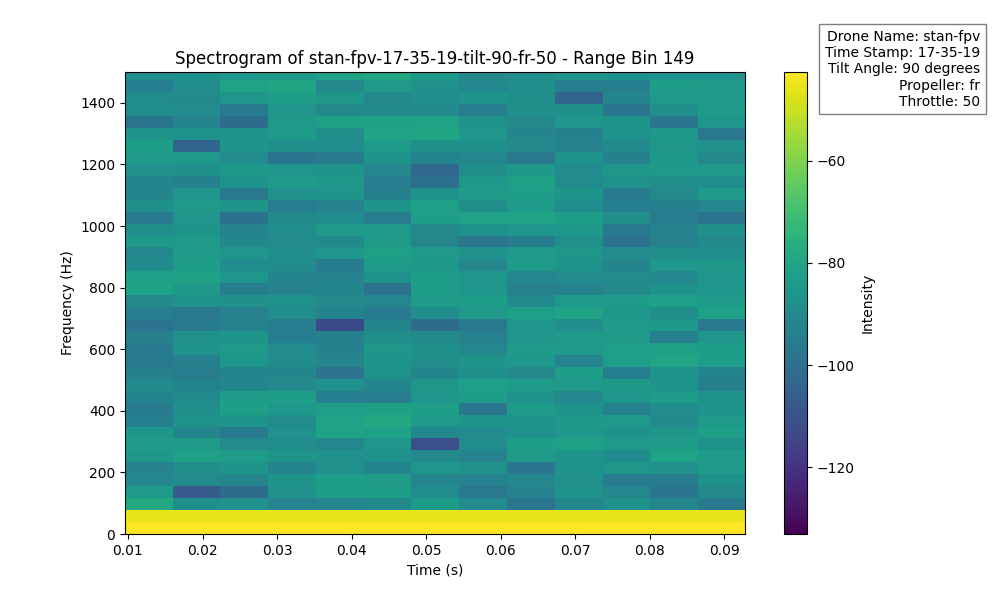 Drone Name: stan-fpv
Time Stamp: 17-35-19
Tilt Angle: 90 degrees
Propeller: fr
Throttle: 50
Spectrogram of stan-fpv-17-35-19-tilt-90-fr-50 - Range Bin 149
Frequency (Hz)
1400
1200
1000
800
600
400
200
0
0.01 0.02 0.03 0.04 0.05 0.06 0.07 0.08 0.09
Time (s)
−60
−80
−100
−120
Intensity